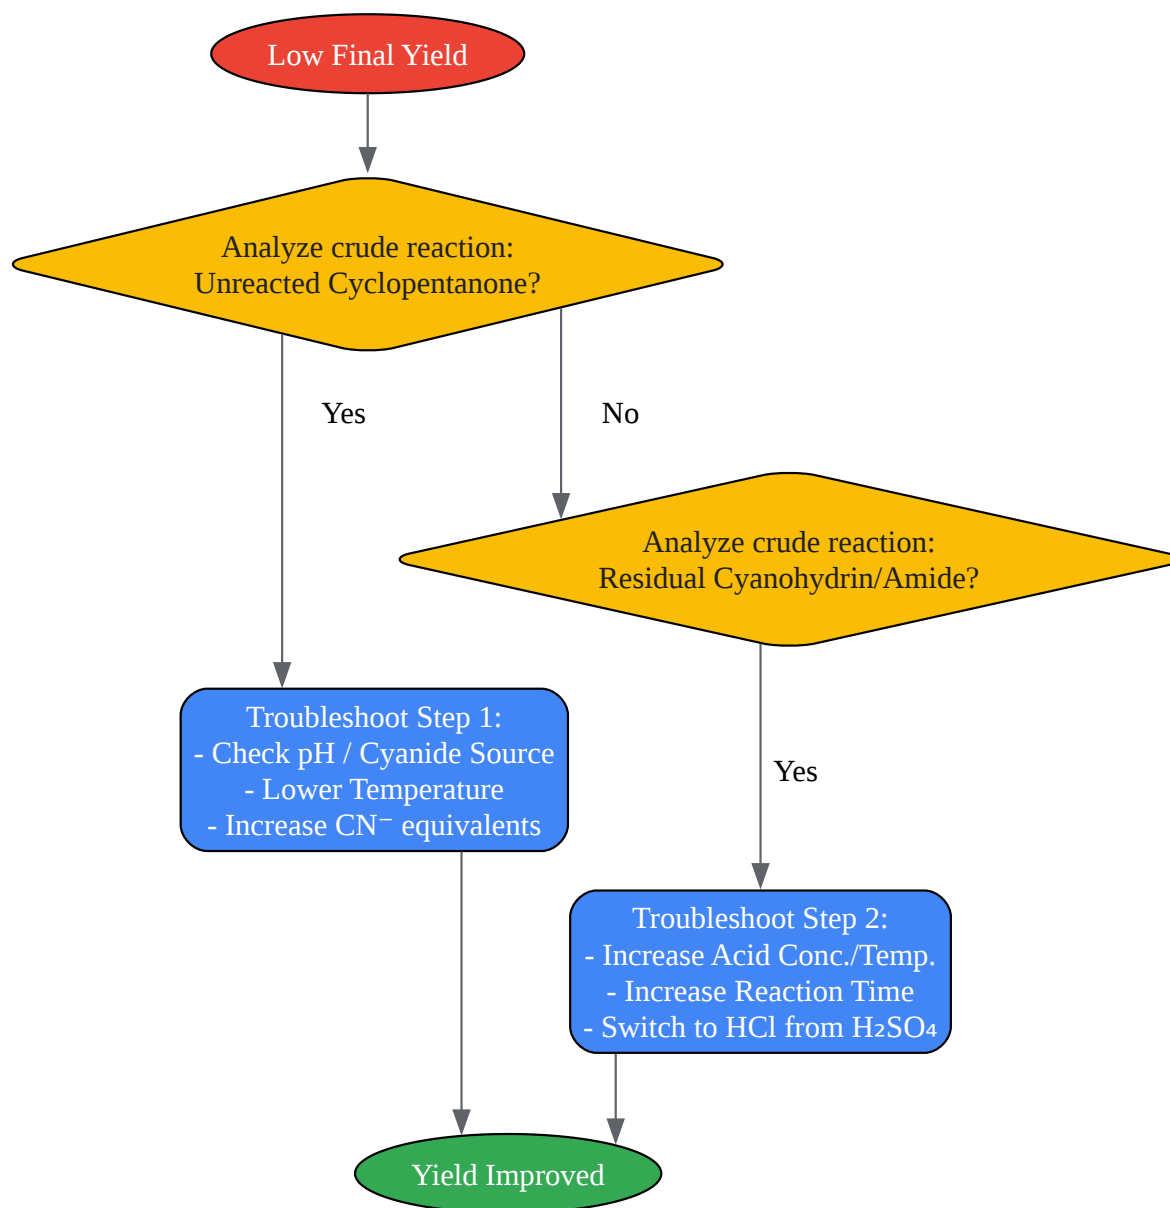 Low Final Yield
Analyze crude reaction:
Unreacted Cyclopentanone?
Yes
No
Analyze crude reaction:
Residual Cyanohydrin/Amide?
Troubleshoot Step 1:
- Check pH / Cyanide Source
- Lower Temperature
- Increase CN⁻ equivalents
Yes
Troubleshoot Step 2:
- Increase Acid Conc./Temp.
- Increase Reaction Time
- Switch to HCl from H₂SO₄
Yield Improved